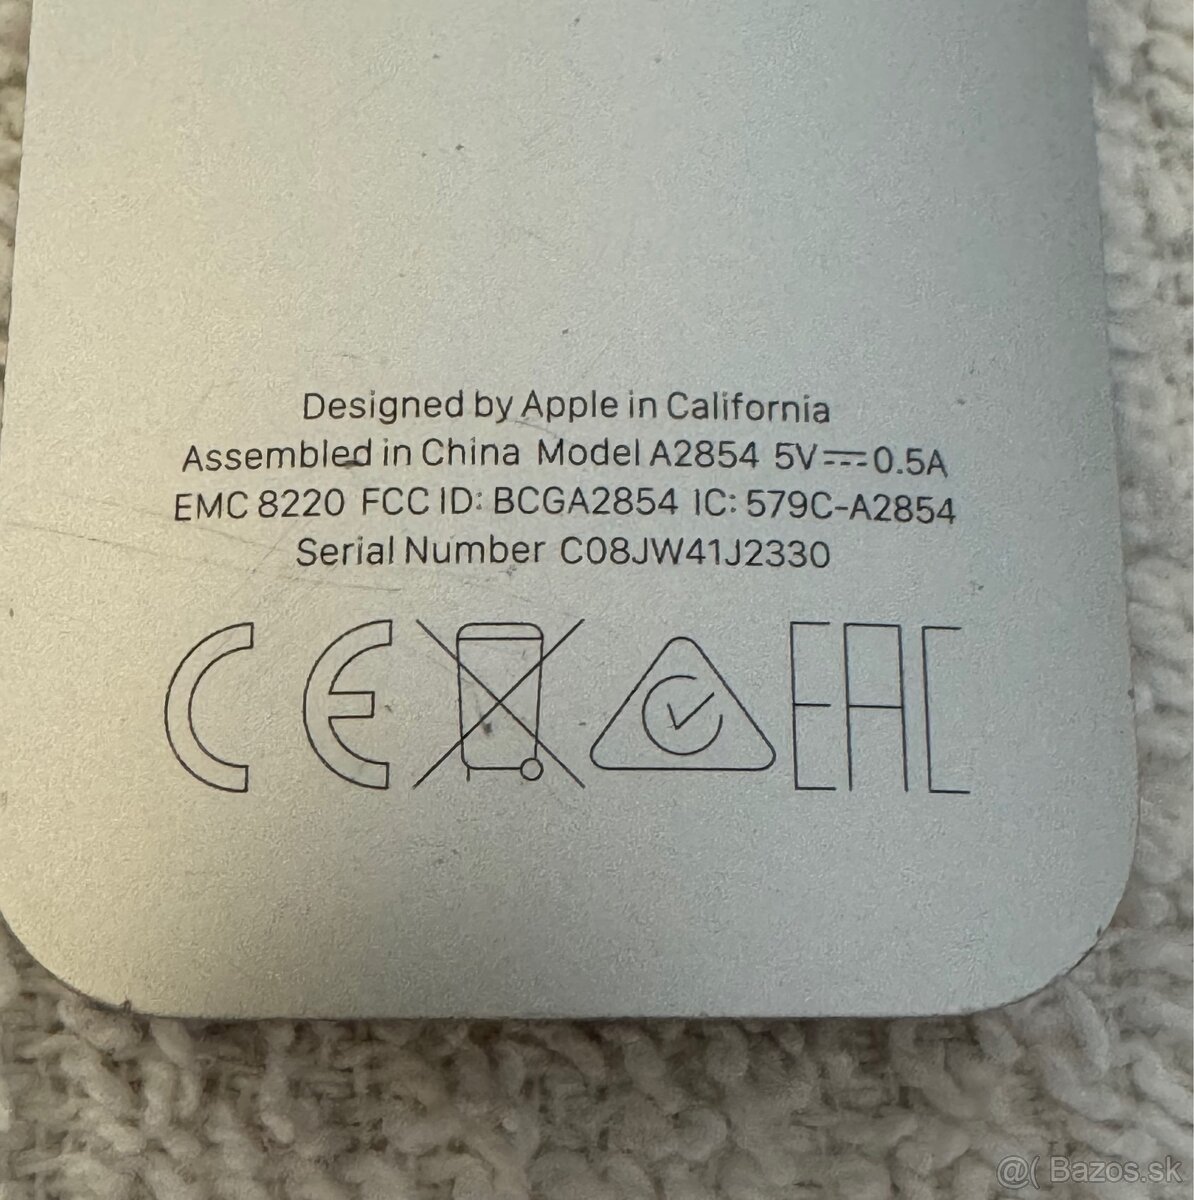 Designed by Apple in California
Assembled in China Model A2854 5V⎓0.5A
EMC 8220 FCC ID: BCGA2854 IC: 579C-A2854
Serial Number C08JW41J2330
CE EAC
@( Bazos.sk